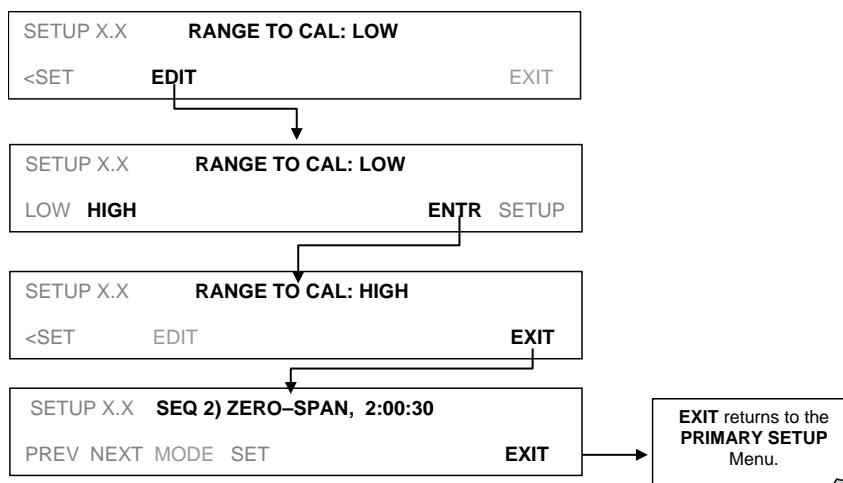 SETUP X.X RANGE TO CAL: LOW
<SET EDIT EXIT
SETUP X.X RANGE TO CAL: LOW
LOW HIGH ENTR SETUP
SETUP X.X RANGE TO CAL: HIGH
<SET EDIT EXIT
SETUP X.X SEQ 2) ZERO–SPAN, 2:00:30
PREV NEXT MODE SET EXIT
EXIT returns to the
PRIMARY SETUP
Menu.